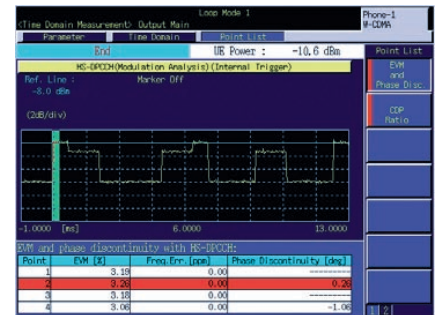 Loop Mode 1
<Time Domain Measurement> Output Main
Phone-1
W-CDMA
Parameter Time Domain Point List
End UE Power : -10.6 dBm
Point List
HS-DPCCH(Modulation Analysis)(Internal Trigger)
EVM
and
Phase Disc.
Ref. Line : Marker Off
-8.0 dBm
(2dB/div)
CDP
Ratio
-1.0000 [ms] 6.0000 13.0000
EVM and phase discontinuity with HS-DPCCH:
Point EVM [%] Freq.Err.[ppm] Phase Discontinuity [deg]
1 3.19 0.00 --------
2 3.26 0.00 0.26
3 3.18 0.00 --------
4 3.06 0.00 -1.06
1 2